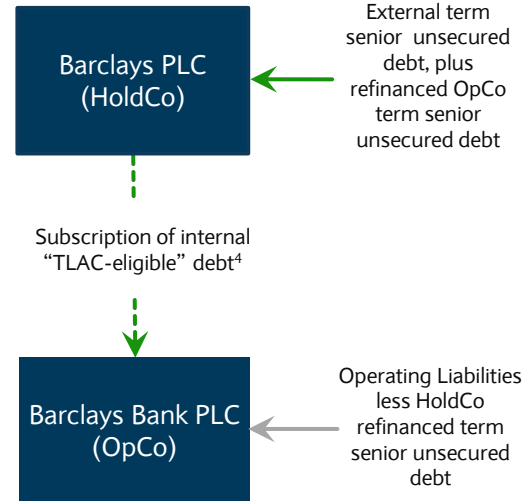 External term
senior unsecured
debt, plus
refinanced OpCo
term senior
unsecured debt
Barclays PLC
(HoldCo)
Subscription of internal
“TLAC-eligible” debt⁴
Operating Liabilities
less HoldCo
refinanced term
senior unsecured
debt
Barclays Bank PLC
(OpCo)